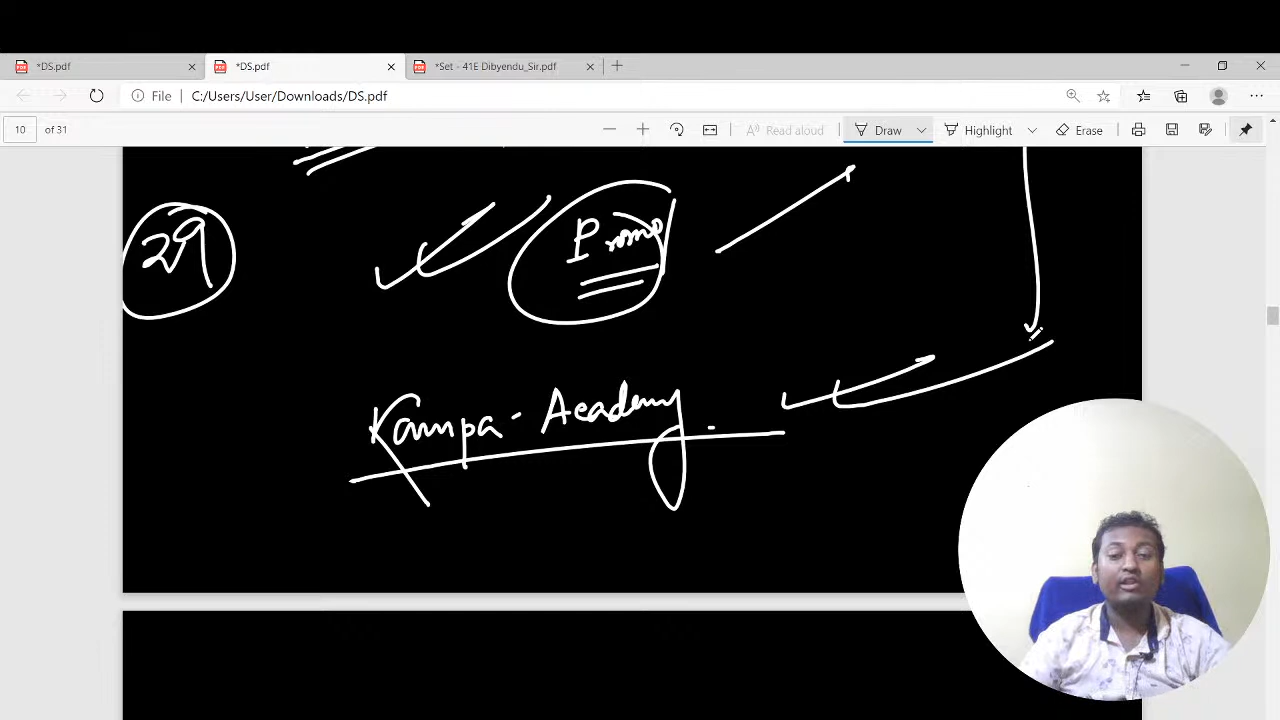 *DS.pdf
*DS.pdf
*Set - 41E Dibyendu_Sir.pdf
File
C:/Users/User/Downloads/DS.pdf
10 of 31
Read aloud
Draw
Highlight
Erase
29
Promo
Kampa - Academy.